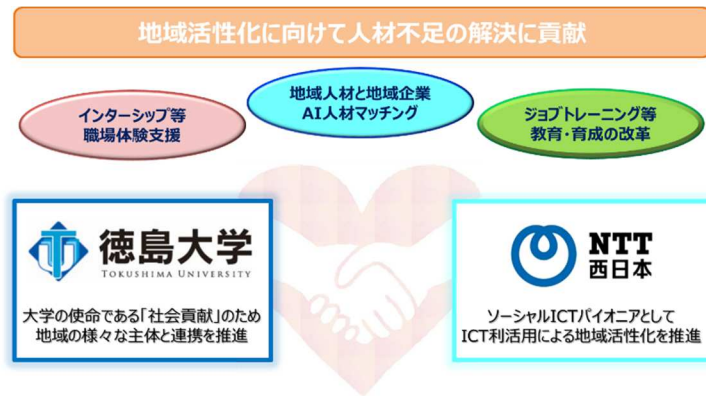 地域活性化に向けて人材不足の解決に貢献
インターシップ等
職場体験支援
地域人材と地域企業
AI人材マッチング
ジョブトレーニング等
教育・育成の改革
徳島大学
TOKUSHIMA UNIVERSITY
大学の使命である「社会貢献」のため
地域の様々な主体と連携を推進
NTT
西日本
ソーシャルICTパイオニアとして
ICT利活用による地域活性化を推進